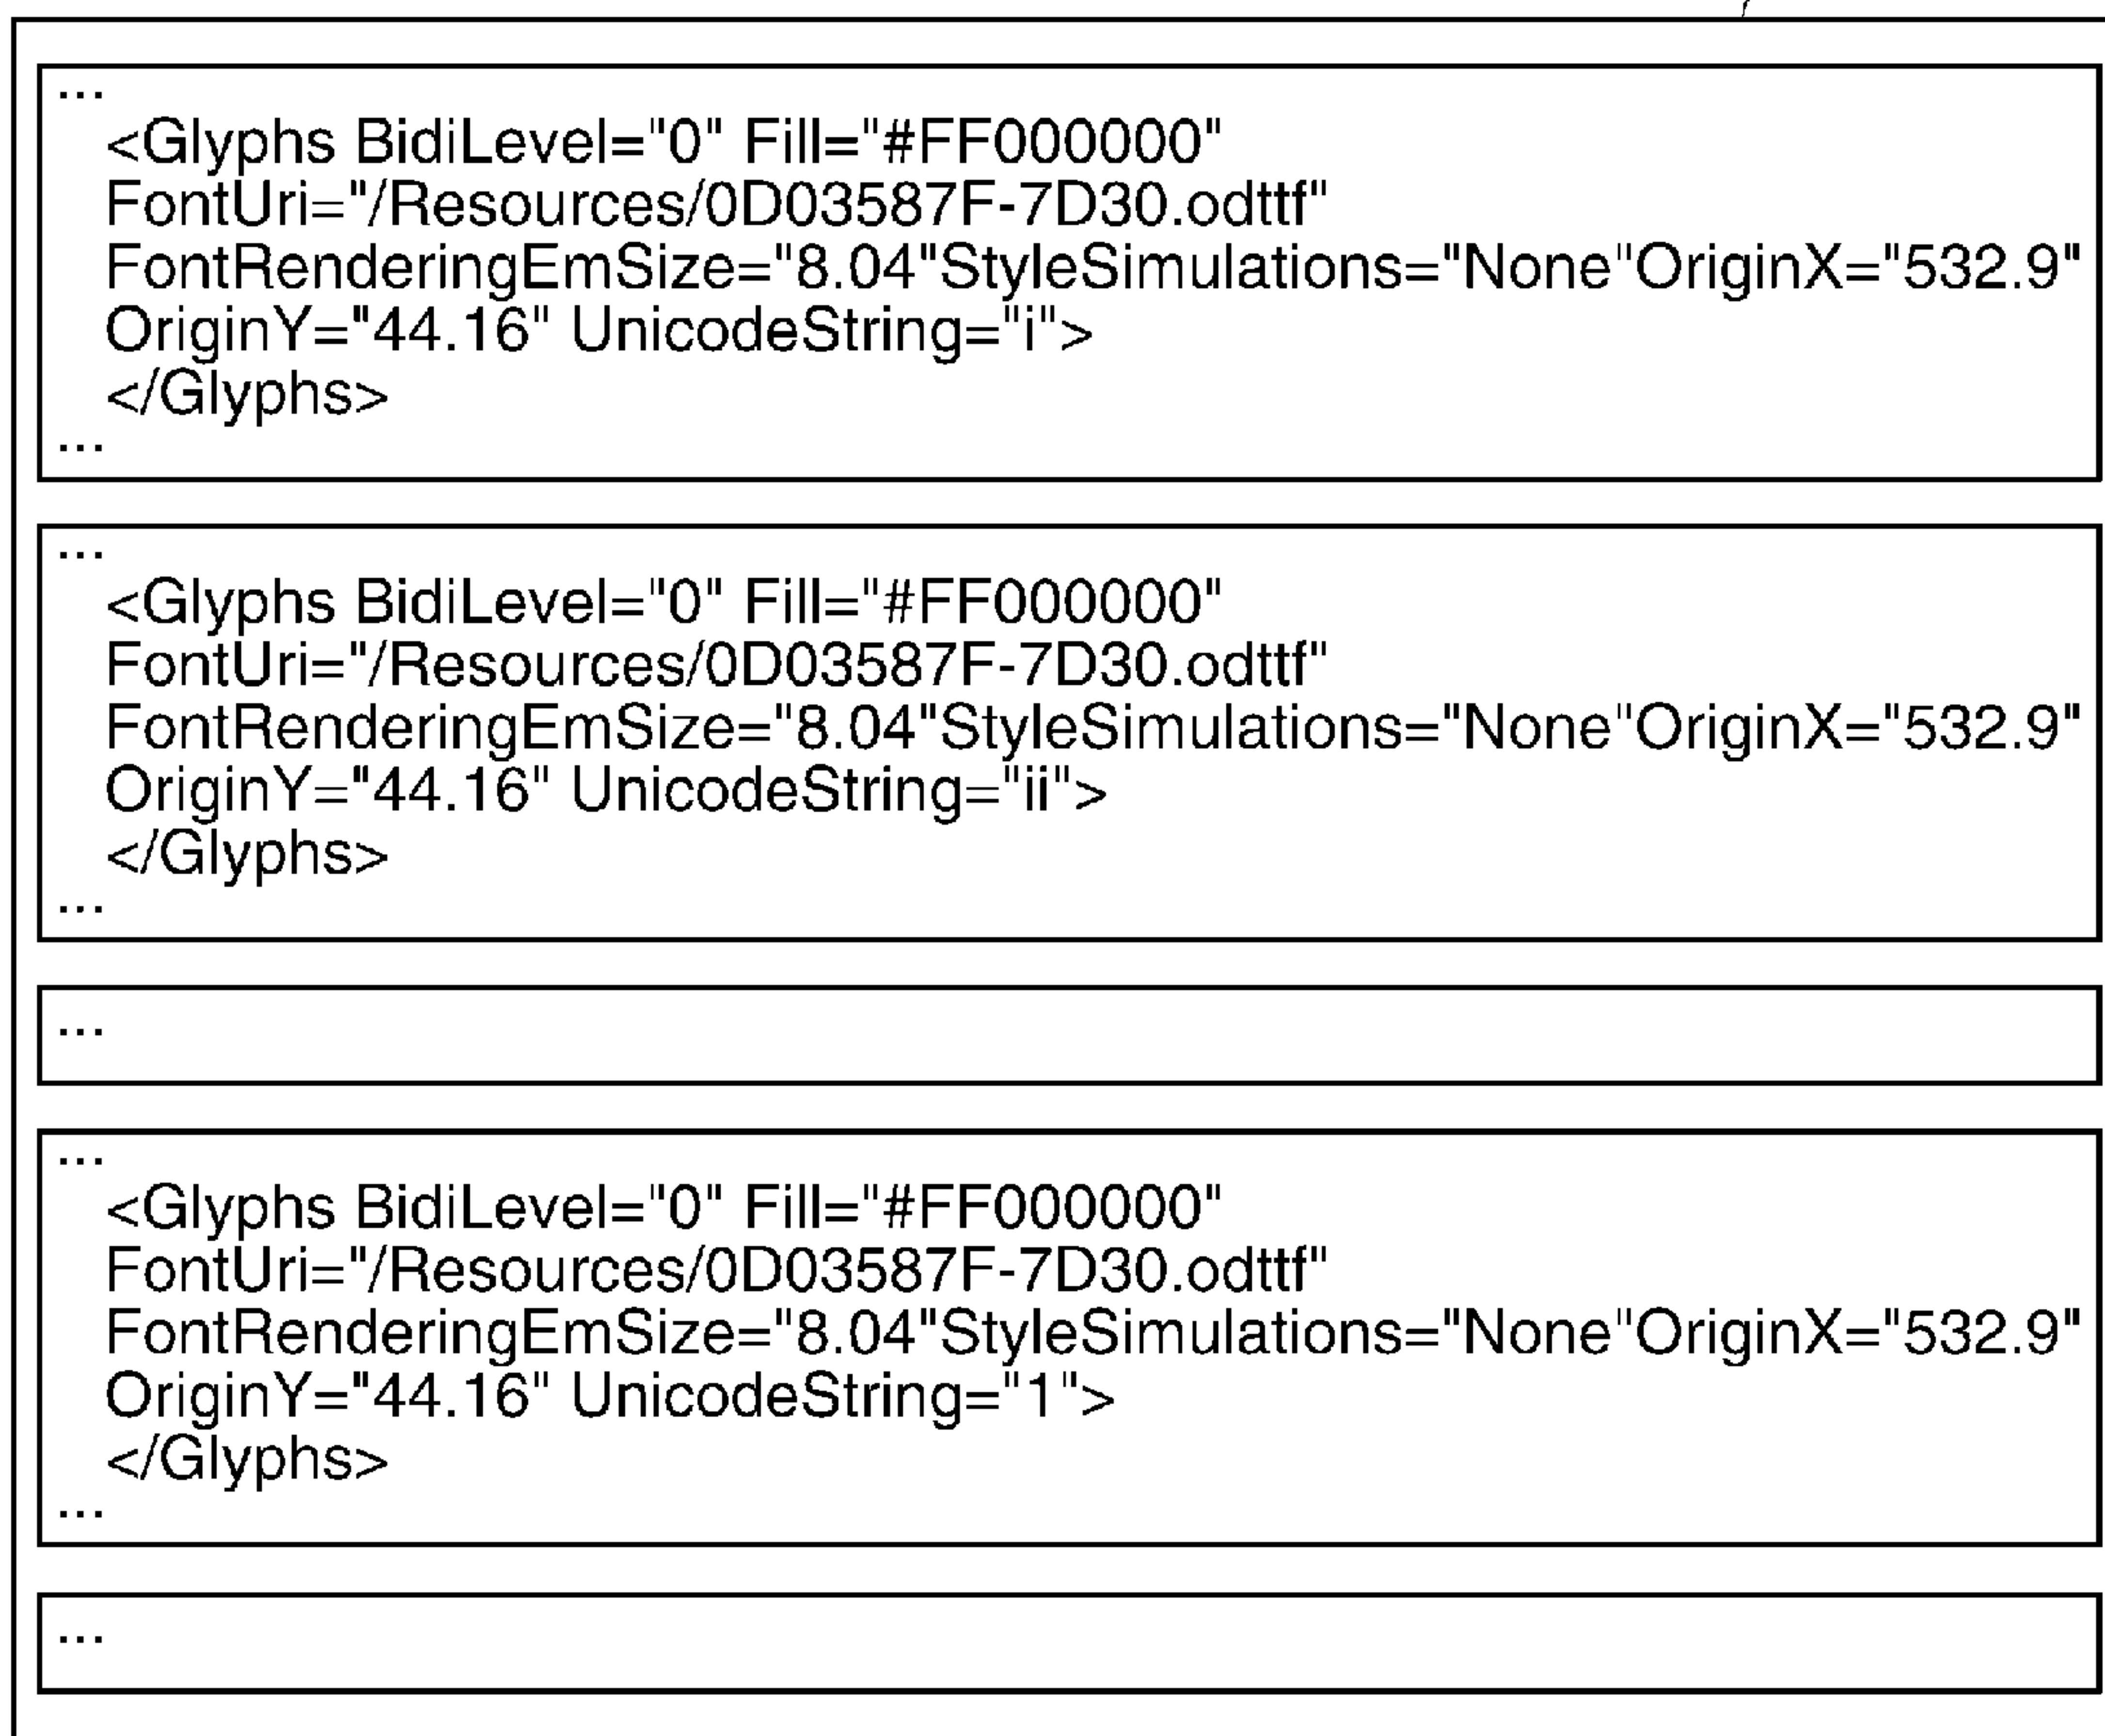 ...
<Glyphs BidiLevel="0" Fill="#FF000000"
FontUri="/Resources/0D03587F-7D30.odttf"
FontRenderingEmSize="8.04"StyleSimulations="None"OriginX="532.9"
OriginY="44.16" UnicodeString="i">
</Glyphs>
...
...
<Glyphs BidiLevel="0" Fill="#FF000000"
FontUri="/Resources/0D03587F-7D30.odttf"
FontRenderingEmSize="8.04"StyleSimulations="None"OriginX="532.9"
OriginY="44.16" UnicodeString="ii">
</Glyphs>
...
...
...
<Glyphs BidiLevel="0" Fill="#FF000000"
FontUri="/Resources/0D03587F-7D30.odttf"
FontRenderingEmSize="8.04"StyleSimulations="None"OriginX="532.9"
OriginY="44.16" UnicodeString="1">
</Glyphs>
...
...